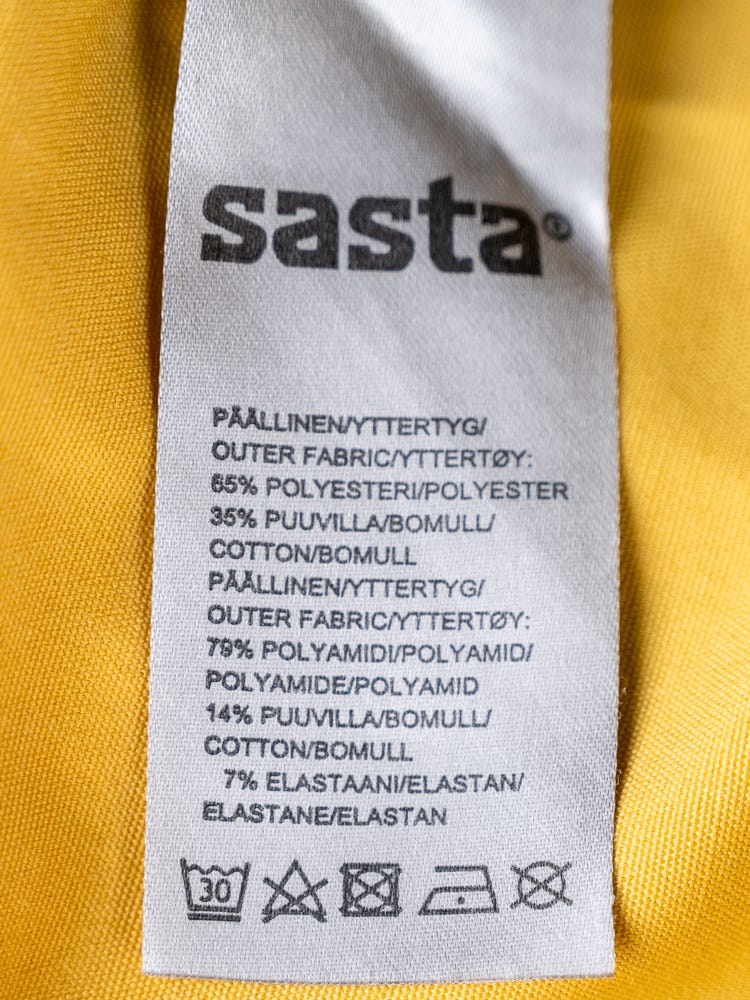 sasta®
PÄÄLLINEN/YTTERTYG/
OUTER FABRIC/YTTERTØY:
65% POLYESTERI/POLYESTER
35% PUUVILLA/BOMULL/
COTTON/BOMULL
PÄÄLLINEN/YTTERTYG/
OUTER FABRIC/YTTERTØY:
79% POLYAMIDI/POLYAMID/
POLYAMIDE/POLYAMID
14% PUUVILLA/BOMULL/
COTTON/BOMULL
7% ELASTAANI/ELASTAN/
ELASTANE/ELASTAN
30